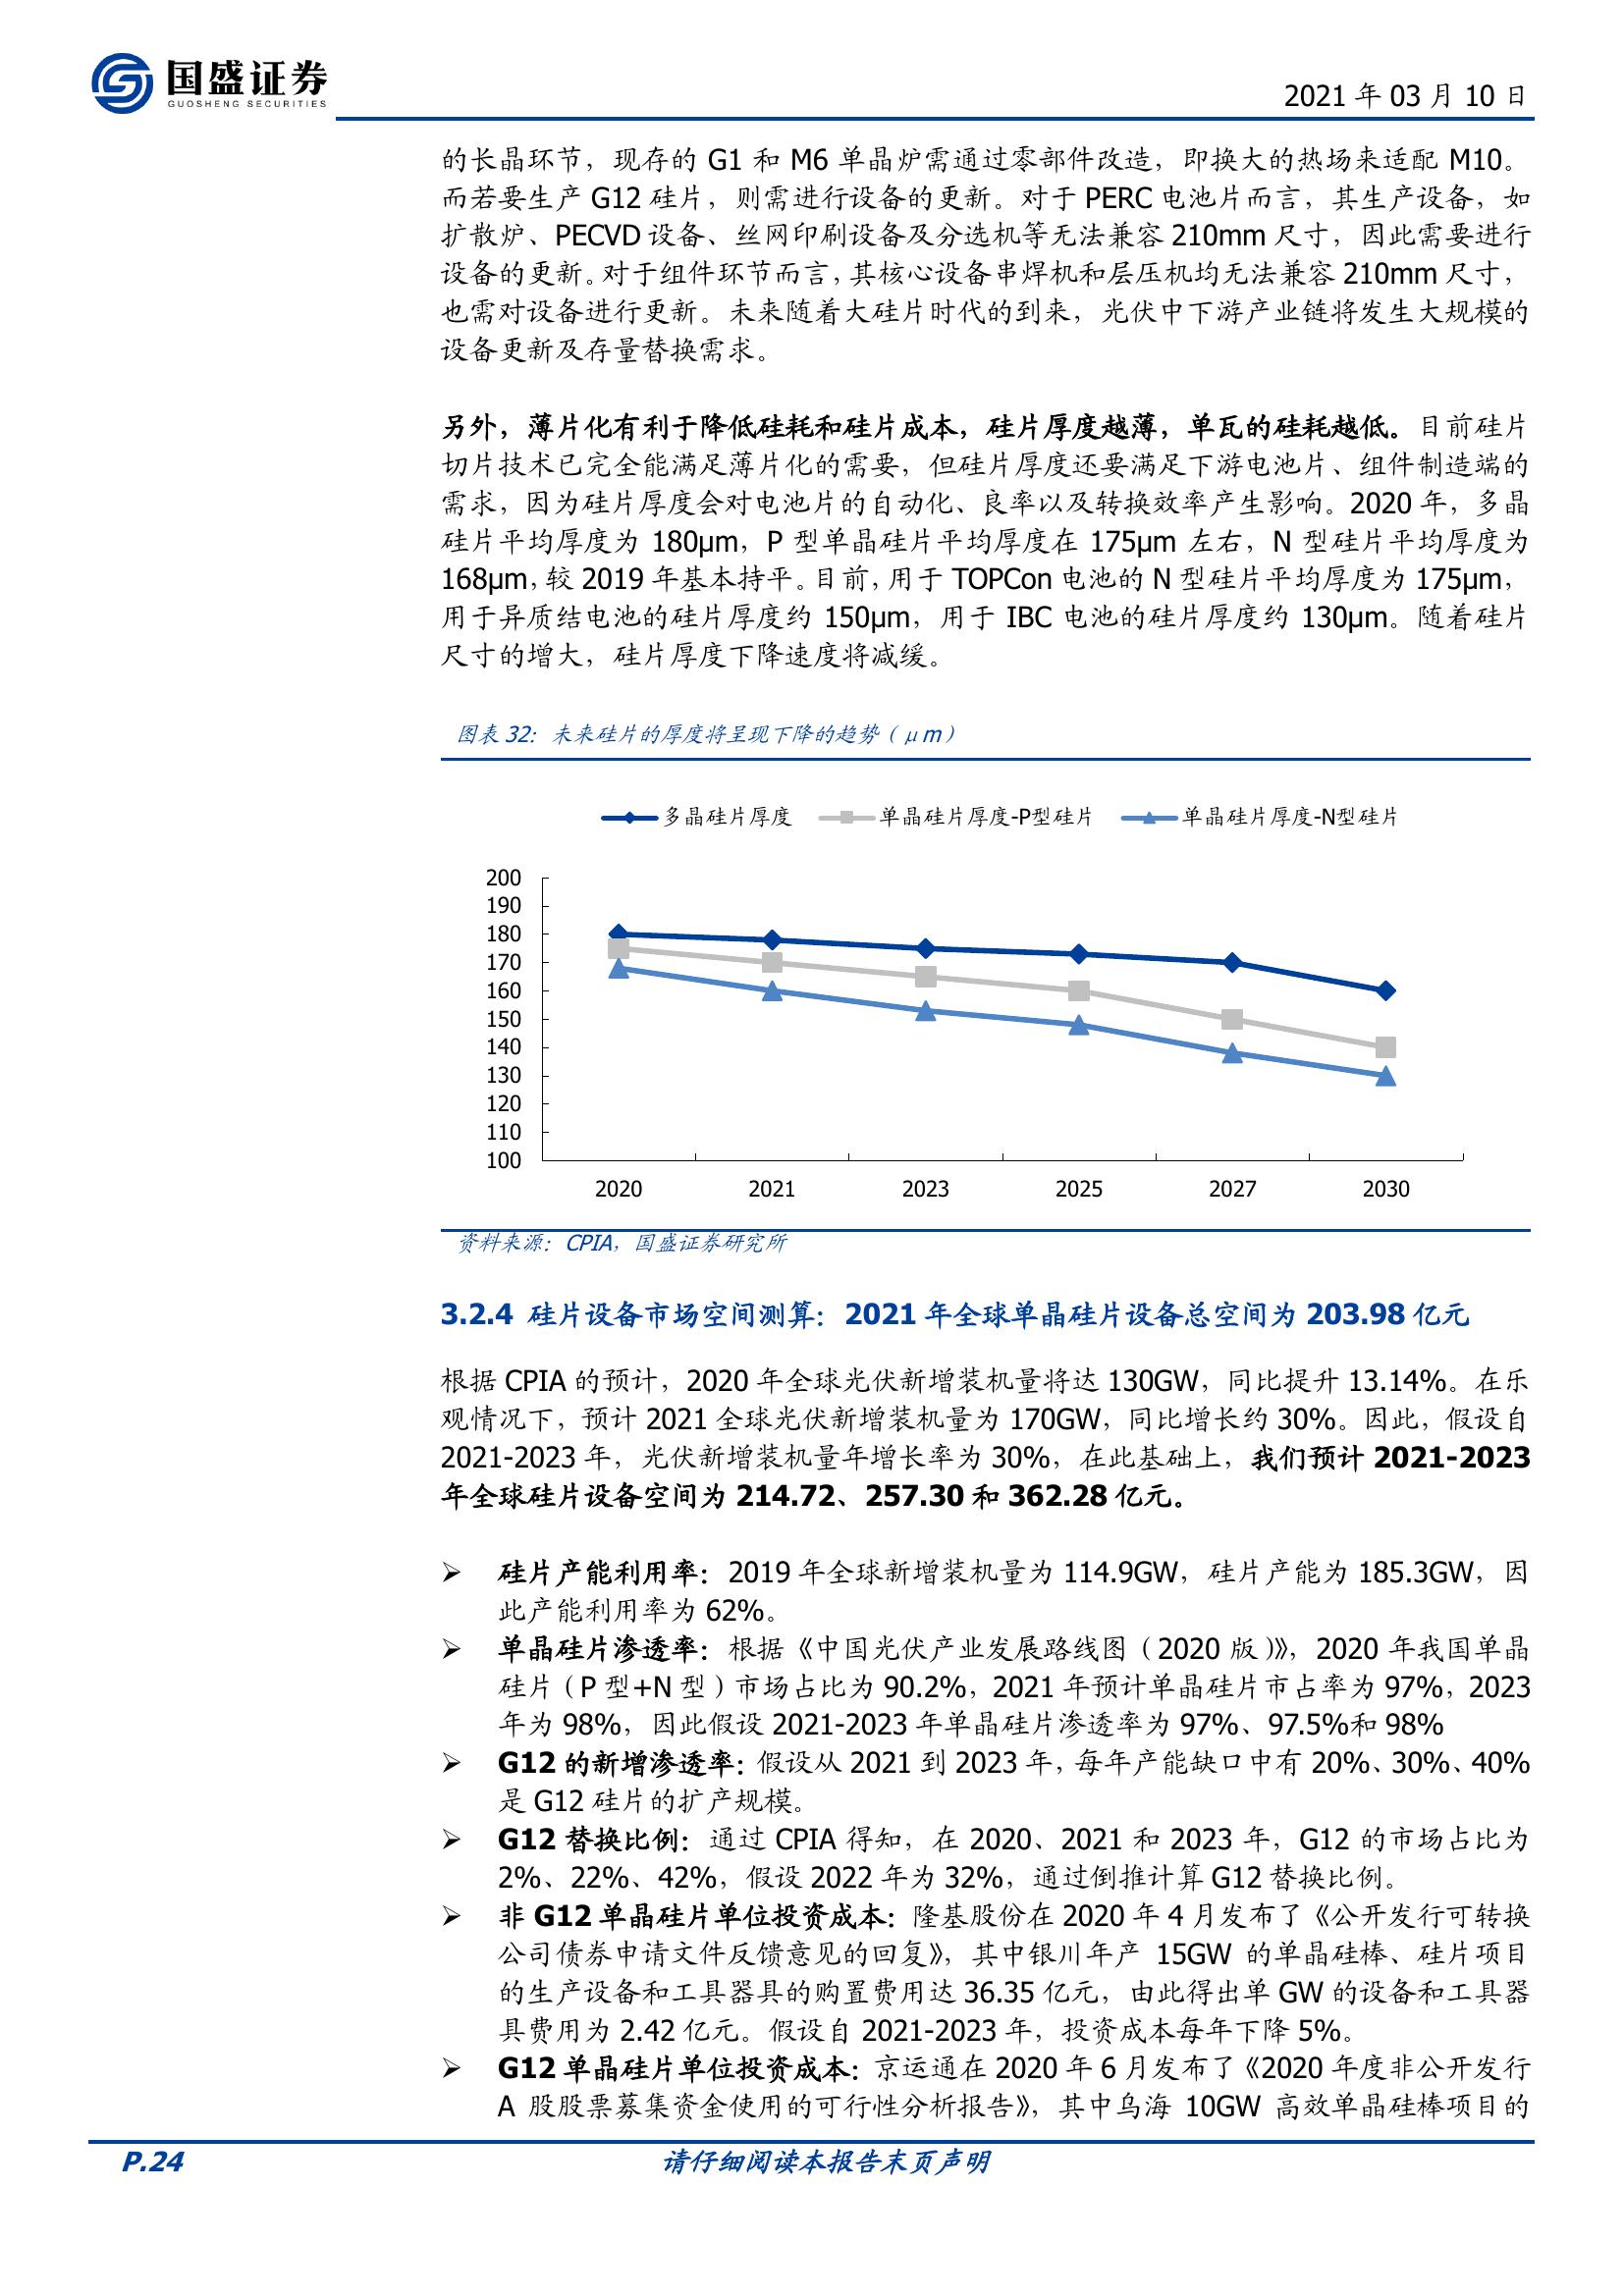 国盛证券
GUOSHENG SECURITIES
2021 年 03 月 10 日
的长晶环节，现存的 G1 和 M6 单晶炉需通过零部件改造，即换大的热场来适配 M10。
而若要生产 G12 硅片，则需进行设备的更新。对于 PERC 电池片而言，其生产设备，如
扩散炉、PECVD 设备、丝网印刷设备及分选机等无法兼容 210mm 尺寸，因此需要进行
设备的更新。对于组件环节而言，其核心设备串焊机和层压机均无法兼容 210mm 尺寸，
也需对设备进行更新。未来随着大硅片时代的到来，光伏中下游产业链将发生大规模的
设备更新及存量替换需求。
另外，薄片化有利于降低硅耗和硅片成本，硅片厚度越薄，单瓦的硅耗越低。目前硅片
切片技术已完全能满足薄片化的需要，但硅片厚度还要满足下游电池片、组件制造端的
需求，因为硅片厚度会对电池片的自动化、良率以及转换效率产生影响。2020 年，多晶
硅片平均厚度为 180μm，P 型单晶硅片平均厚度在 175μm 左右，N 型硅片平均厚度为
168μm，较 2019 年基本持平。目前，用于 TOPCon 电池的 N 型硅片平均厚度为 175μm，
用于异质结电池的硅片厚度约 150μm，用于 IBC 电池的硅片厚度约 130μm。随着硅片
尺寸的增大，硅片厚度下降速度将减缓。
图表 32：未来硅片的厚度将呈现下降的趋势（μm）
多晶硅片厚度 单晶硅片厚度-P型硅片 单晶硅片厚度-N型硅片
200
190
180
170
160
150
140
130
120
110
100
2020 2021 2023 2025 2027 2030
资料来源：CPIA，国盛证券研究所
3.2.4 硅片设备市场空间测算：2021 年全球单晶硅片设备总空间为 203.98 亿元
根据 CPIA 的预计，2020 年全球光伏新增装机量将达 130GW，同比提升 13.14%。在乐
观情况下，预计 2021 全球光伏新增装机量为 170GW，同比增长约 30%。因此，假设自
2021-2023 年，光伏新增装机量年增长率为 30%，在此基础上，我们预计 2021-2023
年全球硅片设备空间为 214.72、257.30 和 362.28 亿元。
➢ 硅片产能利用率：2019 年全球新增装机量为 114.9GW，硅片产能为 185.3GW，因
此产能利用率为 62%。
➢ 单晶硅片渗透率：根据《中国光伏产业发展路线图（2020 版）》，2020 年我国单晶
硅片（P 型+N 型）市场占比为 90.2%，2021 年预计单晶硅片市占率为 97%，2023
年为 98%，因此假设 2021-2023 年单晶硅片渗透率为 97%、97.5%和 98%
➢ G12 的新增渗透率：假设从 2021 到 2023 年，每年产能缺口中有 20%、30%、40%
是 G12 硅片的扩产规模。
➢ G12 替换比例：通过 CPIA 得知，在 2020、2021 和 2023 年，G12 的市场占比为
2%、22%、42%，假设 2022 年为 32%，通过倒推计算 G12 替换比例。
➢ 非 G12 单晶硅片单位投资成本：隆基股份在 2020 年 4 月发布了《公开发行可转换
公司债券申请文件反馈意见的回复》，其中银川年产 15GW 的单晶硅棒、硅片项目
的生产设备和工具器具的购置费用达 36.35 亿元，由此得出单 GW 的设备和工具器
具费用为 2.42 亿元。假设自 2021-2023 年，投资成本每年下降 5%。
➢ G12 单晶硅片单位投资成本：京运通在 2020 年 6 月发布了《2020 年度非公开发行
A 股股票募集资金使用的可行性分析报告》，其中乌海 10GW 高效单晶硅棒项目的
P.24
请仔细阅读本报告末页声明